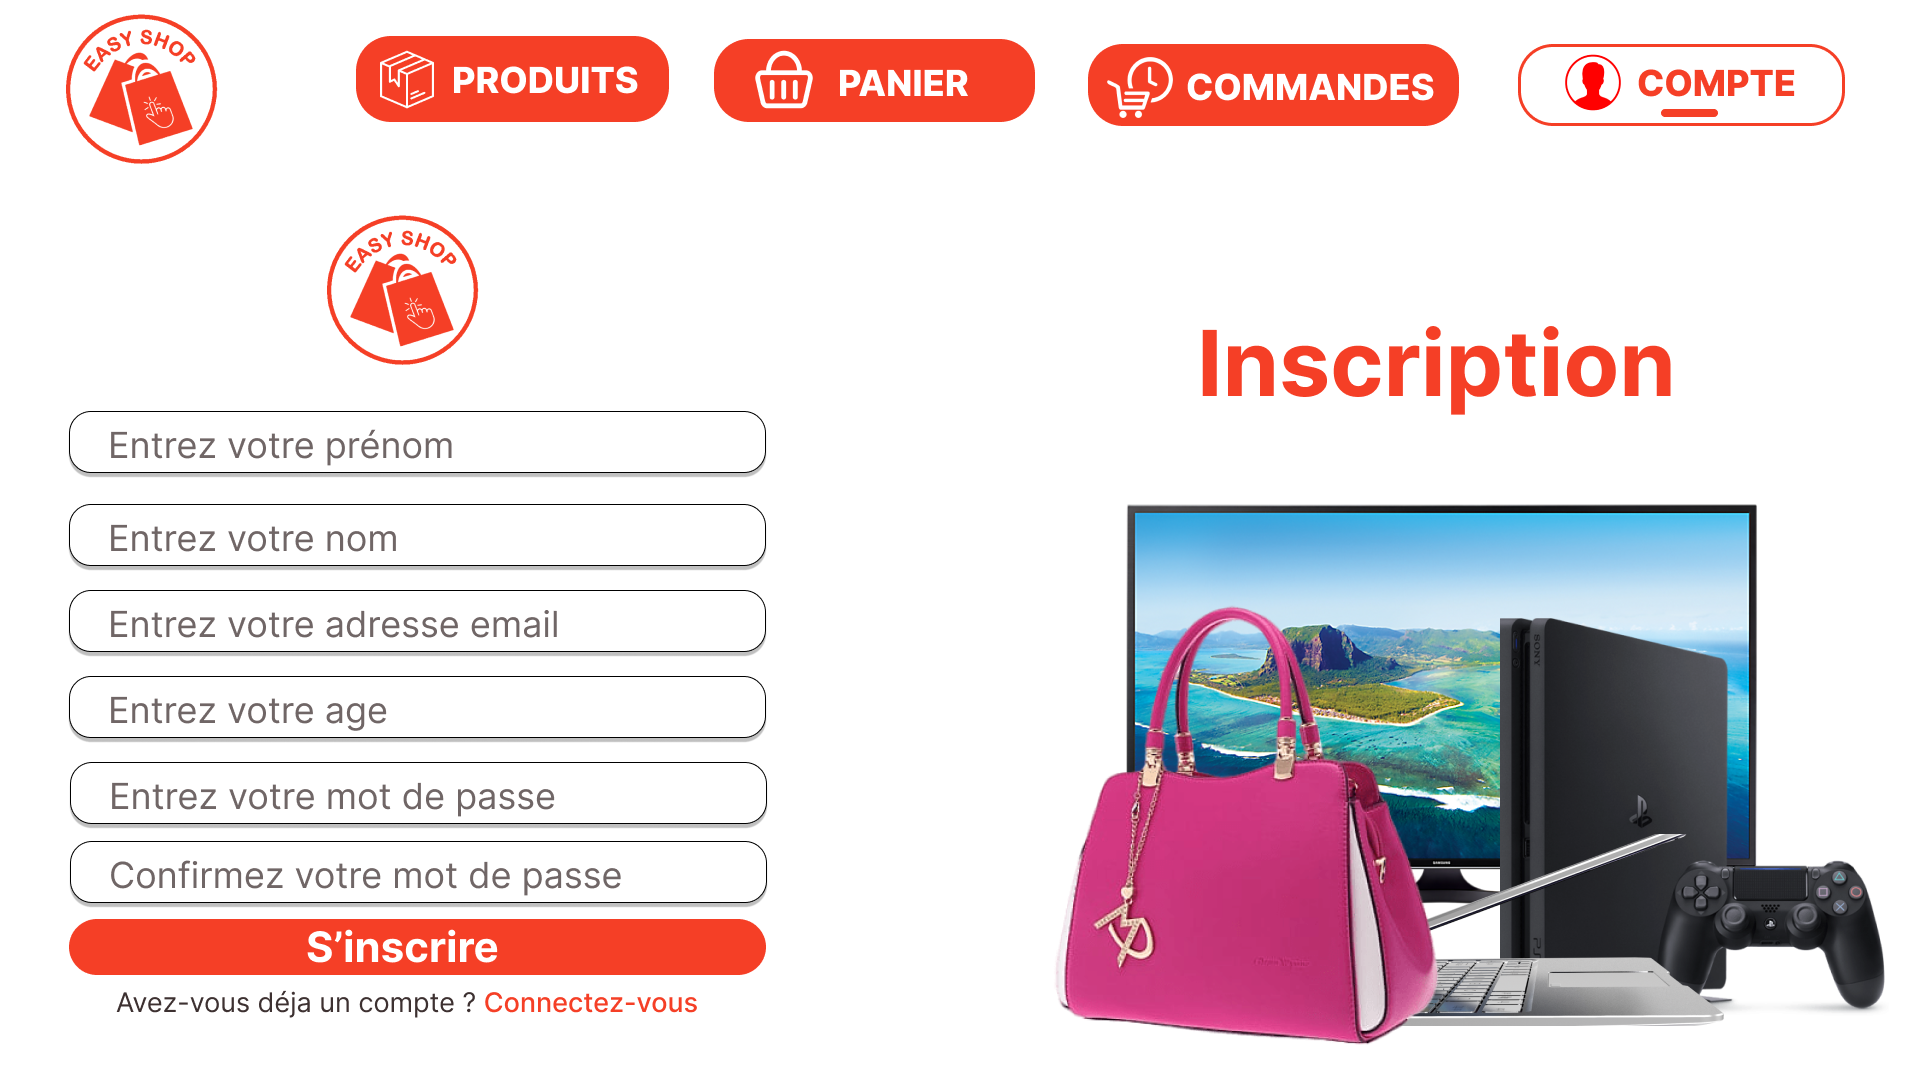 EASY SHOP
PRODUITS
PANIER
COMMANDES
COMPTE
EASY SHOP
Inscription
Entrez votre prénom
Entrez votre nom
Entrez votre adresse email
Entrez votre age
Entrez votre mot de passe
Confirmez votre mot de passe
S’inscrire
Avez-vous déja un compte ? Connectez-vous
SONY
SAMSUNG